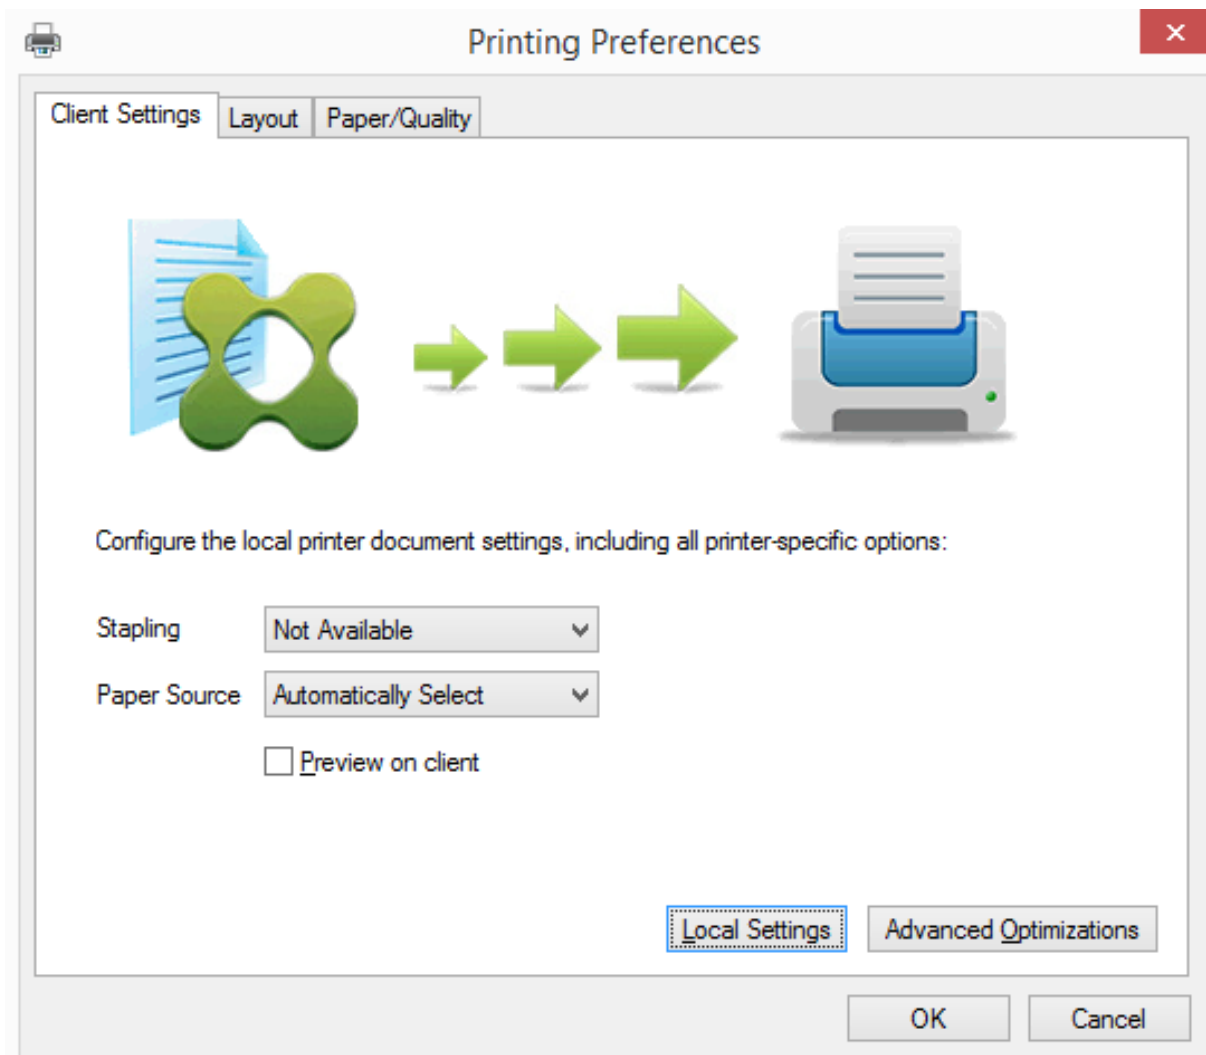 Printing Preferences
Client Settings Layout Paper/Quality
Configure the local printer document settings, including all printer-specific options:
Stapling Not Available
Paper Source Automatically Select
Preview on client
Local Settings Advanced Optimizations
OK Cancel